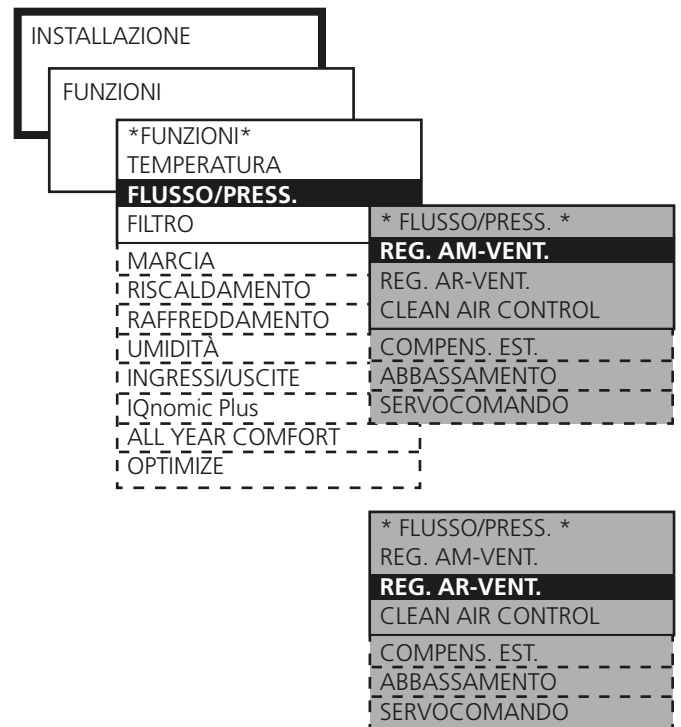 INSTALLAZIONE
FUNZIONI
*FUNZIONI*
TEMPERATURA
FLUSSO/PRESS.
FILTRO
MARCIA
RISCALDAMENTO
RAFFREDDAMENTO
UMIDITÀ
INGRESSI/USCITE
IQnomic Plus
ALL YEAR COMFORT
OPTIMIZE
* FLUSSO/PRESS. *
REG. AM-VENT.
REG. AR-VENT.
CLEAN AIR CONTROL
COMPENS. EST.
ABBASSAMENTO
SERVOCOMANDO
* FLUSSO/PRESS. *
REG. AM-VENT.
REG. AR-VENT.
CLEAN AIR CONTROL
COMPENS. EST.
ABBASSAMENTO
SERVOCOMANDO